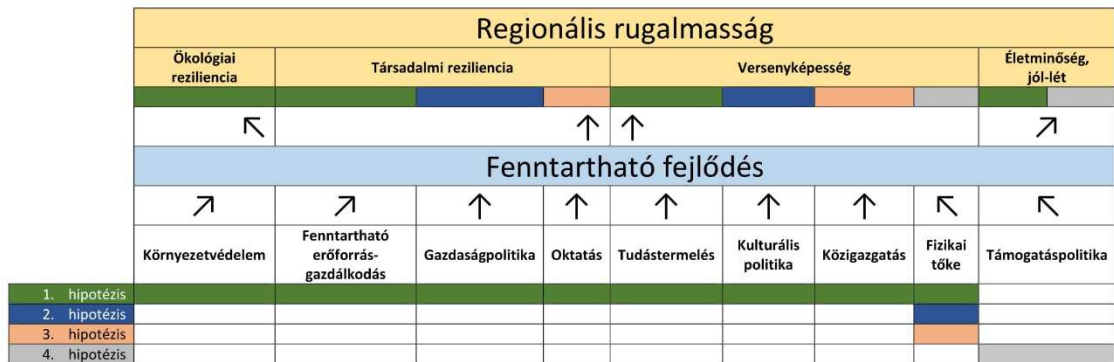 Regionális rugalmasság
Ökológiai
reziliencia
Társadalmi reziliencia
Versenyképesség
Életminőség,
jól-lét
Fenntartható fejlődés
Környezetvédelem
Fenntartható
erőforrás-
gazdálkodás
Gazdaságpolitika
Oktatás
Tudástermelés
Kulturális
politika
Közigazgatás
Fizikai
tőke
Támogatáspolitika
1. hipotézis
2. hipotézis
3. hipotézis
4. hipotézis